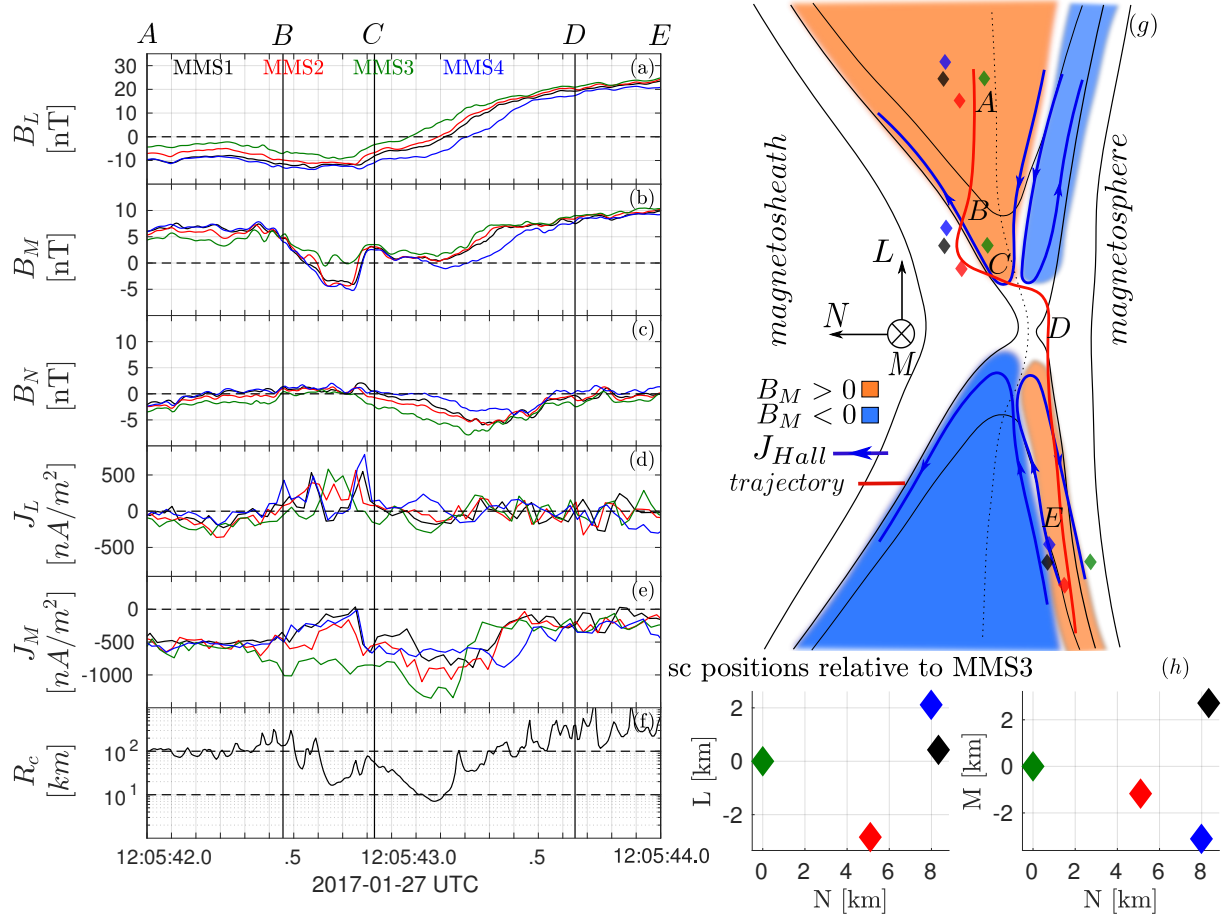 A B C D E
MMS1 MMS2 MMS3 MMS4
(a)
30
20
10
0
-10
B_L
[nT]
(b)
10
5
0
-5
B_M
[nT]
(c)
10
5
0
-5
B_N
[nT]
(d)
500
0
-500
J_L
[nA/m^2]
(e)
0
-500
-1000
J_M
[nA/m^2]
(f)
10^2
10^1
R_c
[km]
12:05:42.0 .5 12:05:43.0 .5 12:05:44.0
2017-01-27 UTC
(g)
A
B
C
D
E
magnetosheath
magnetosphere
L
N
M
B_M > 0
B_M < 0
J_Hall
trajectory
sc positions relative to MMS3
(h)
2
0
-2
L [km]
0 2 4 6 8
N [km]
2
0
-2
M [km]
0 2 4 6 8
N [km]